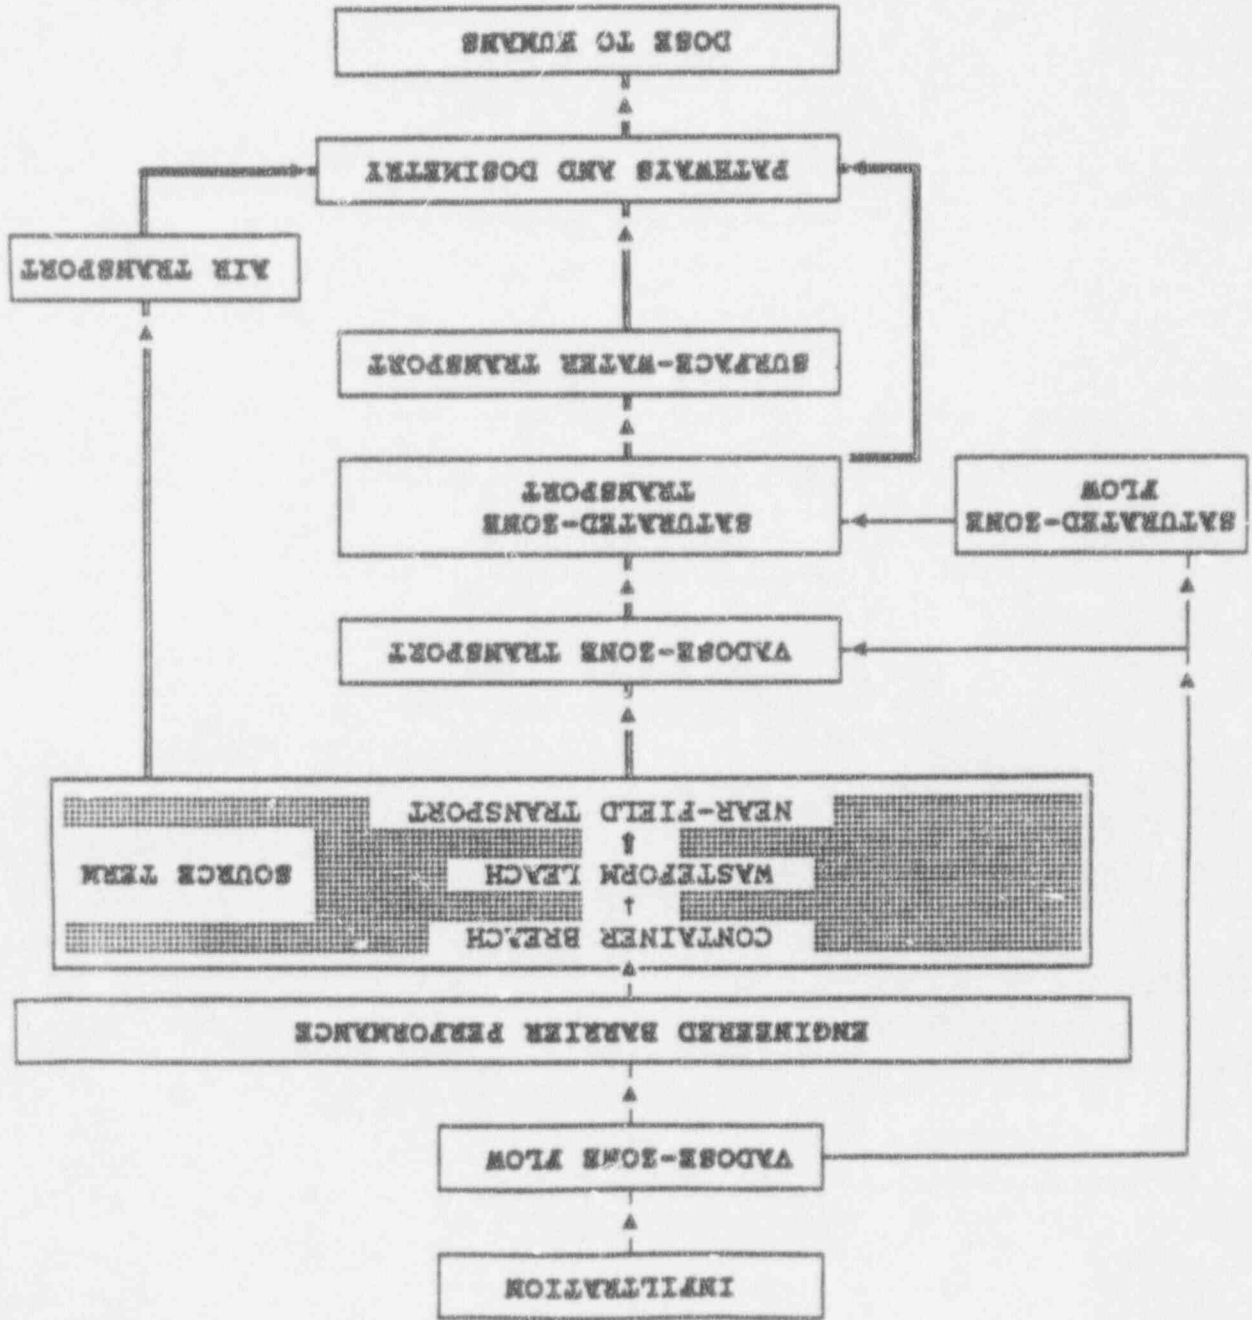 INFILTRATION
VADOSE-ZONE FLOW
ENGINEERED BARRIER PERFORMANCE
CONTAINER BREACH
WASTEFORM LEACH
SOURCE TERM
NEAR-FIELD TRANSPORT
VADOSE-ZONE TRANSPORT
SATURATED-ZONE
FLOW
SATURATED-ZONE
TRANSPORT
SURFACE-WATER TRANSPORT
AIR TRANSPORT
PATHWAYS AND DOSIMETRY
DOSE TO HUMANS